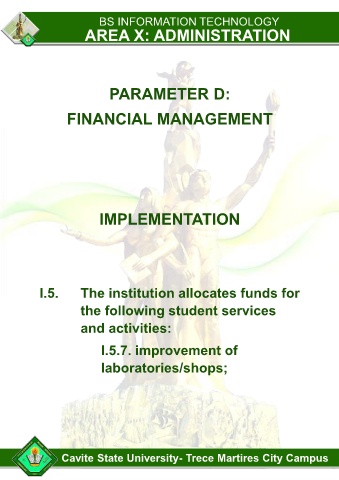 BS INFORMATION TECHNOLOGY
AREA X: ADMINISTRATION
PARAMETER D:
FINANCIAL MANAGEMENT
IMPLEMENTATION
I.5. The institution allocates funds for
the following student services
and activities:
I.5.7. improvement of
laboratories/shops;
Cavite State University- Trece Martires City Campus